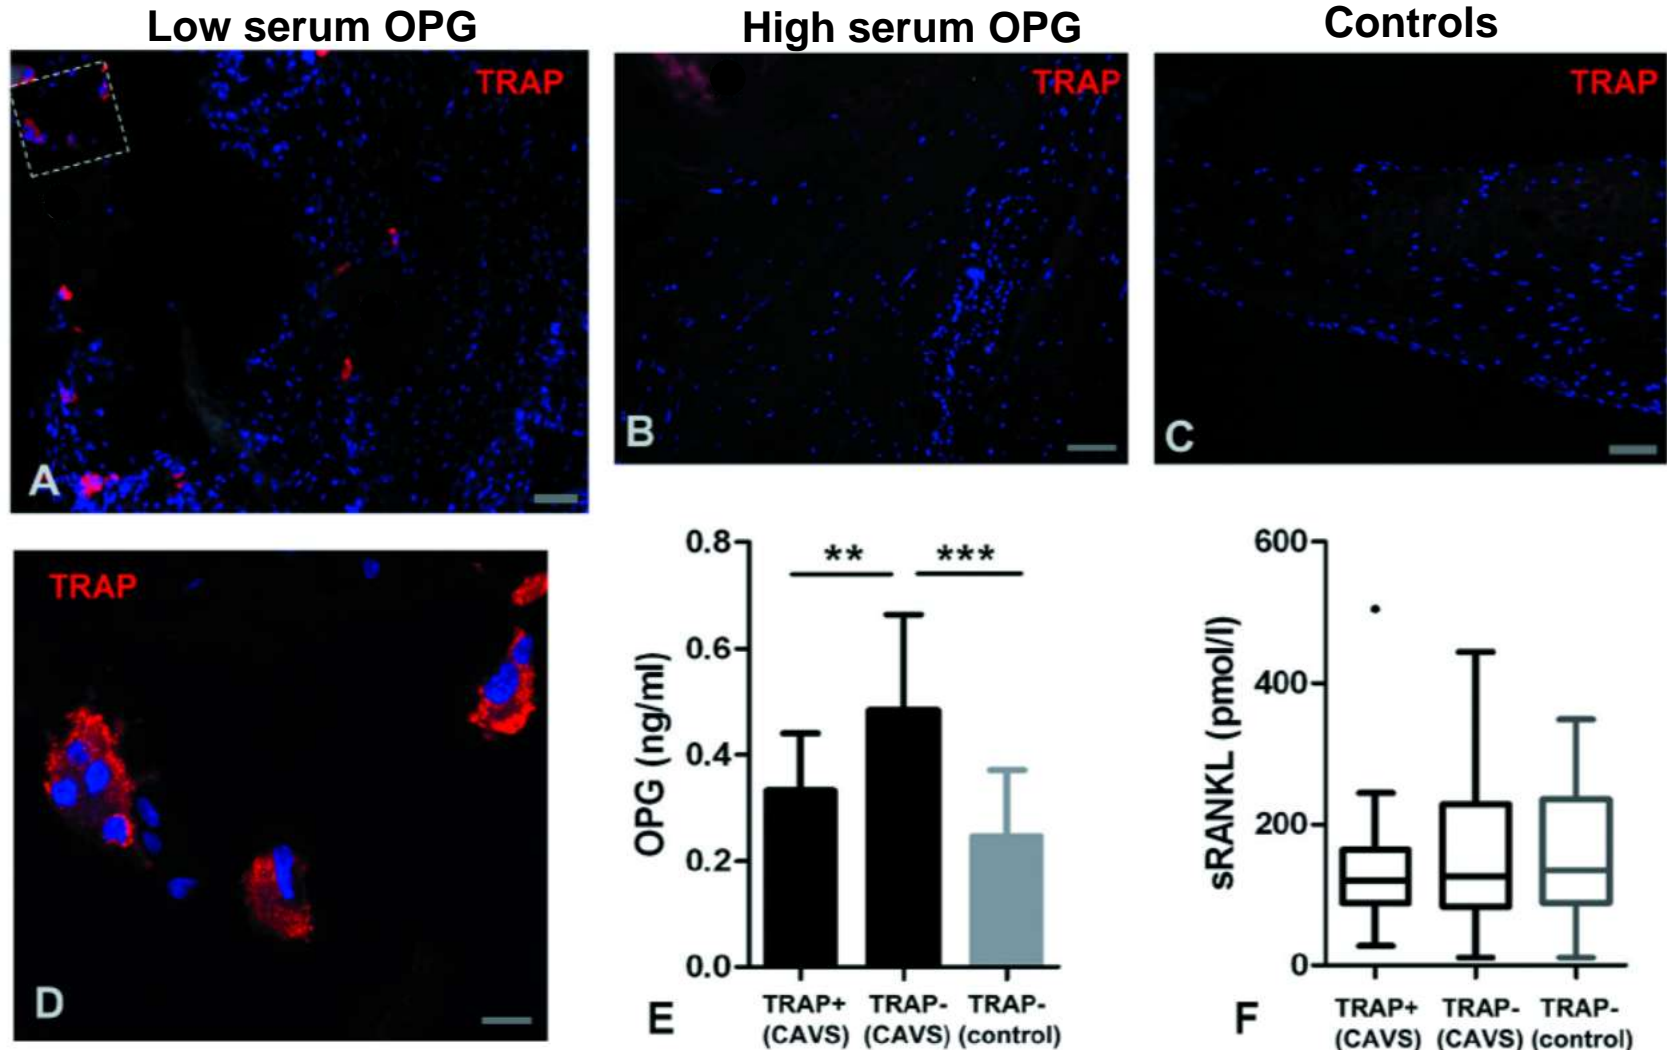 Low serum OPG
High serum OPG
Controls
TRAP
A
TRAP
B
TRAP
C
TRAP
D
OPG (ng/ml)
0.8
0.6
0.4
0.2
0.0
** ***
TRAP+ TRAP- TRAP-
(CAVS) (CAVS) (control)
E
sRANKL (pmol/l)
600
400
200
0
TRAP+ TRAP- TRAP-
(CAVS) (CAVS) (control)
F